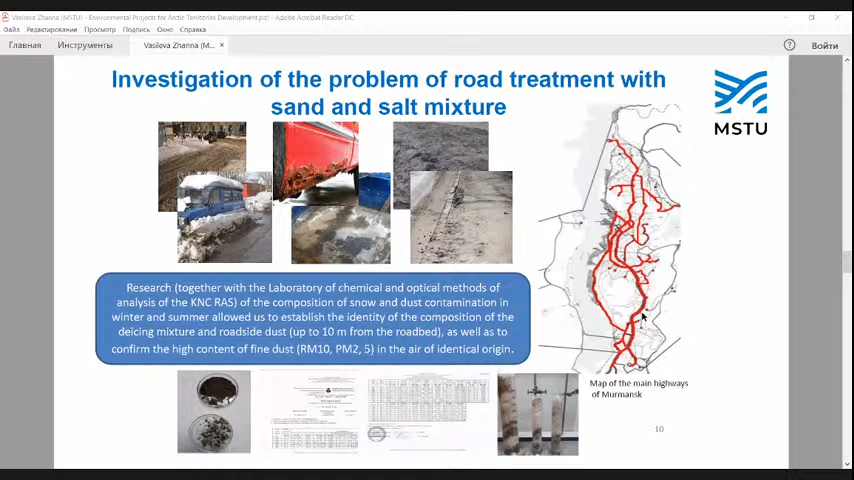 Vasileva Zhanna (MSTU) - Environmental Projects for Arctic Territories Development.pdf - Adobe Acrobat Reader DC
Файл Редактирование Просмотр Подпись Окно Справка
Главная Инструменты Vasileva Zhanna (M... × Войти
Investigation of the problem of road treatment with
sand and salt mixture
MSTU
Research (together with the Laboratory of chemical and optical methods of
analysis of the KNC RAS) of the composition of snow and dust contamination in
winter and summer allowed us to establish the identity of the composition of the
deicing mixture and roadside dust (up to 10 m from the roadbed), as well as to
confirm the high content of fine dust (RM10, PM2, 5) in the air of identical origin.
Map of the main highways
of Murmansk
10